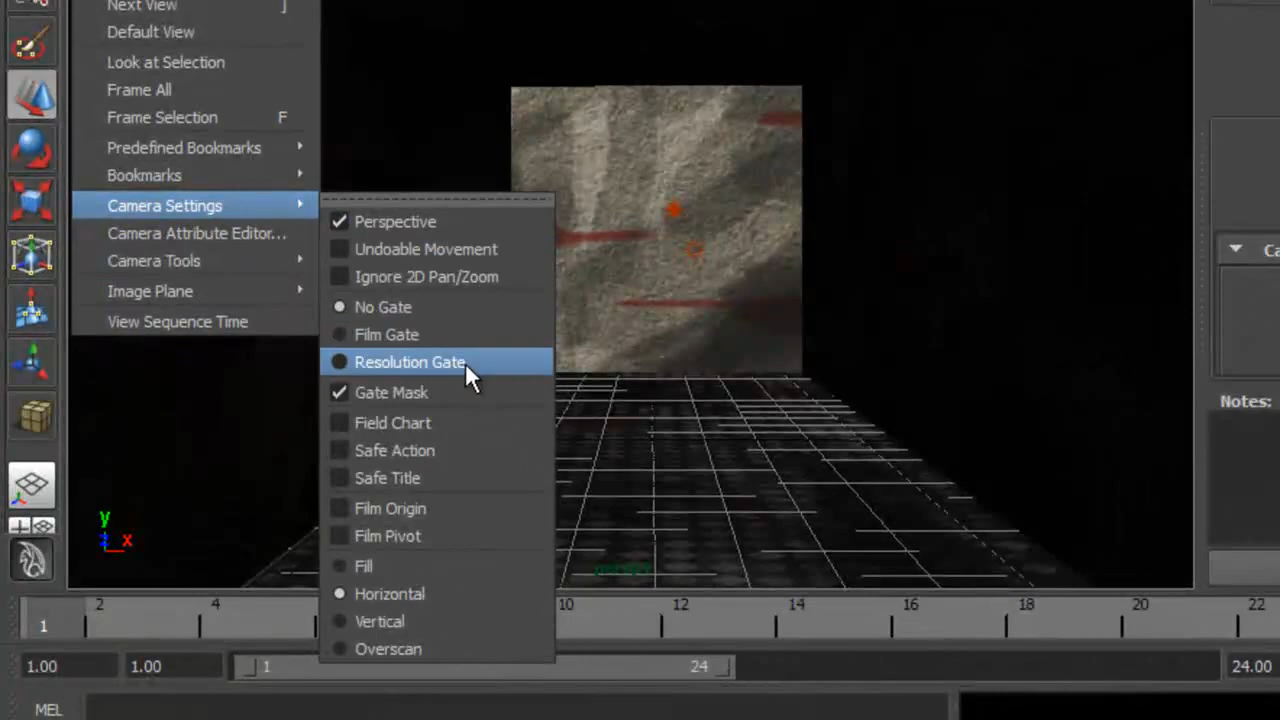 Next View ]
Default View
Look at Selection
Frame All
Frame Selection F
Predefined Bookmarks
Bookmarks
Camera Settings
Camera Attribute Editor...
Camera Tools
Image Plane
View Sequence Time
Perspective
Undoable Movement
Ignore 2D Pan/Zoom
No Gate
Film Gate
Resolution Gate
Gate Mask
Field Chart
Safe Action
Safe Title
Film Origin
Film Pivot
Fill
Horizontal
Vertical
Overscan
Ca
Notes:
y
z x
2 4 10 12 14 16 18 20 22
1
1.00 1.00 1 24 24.00
MEL